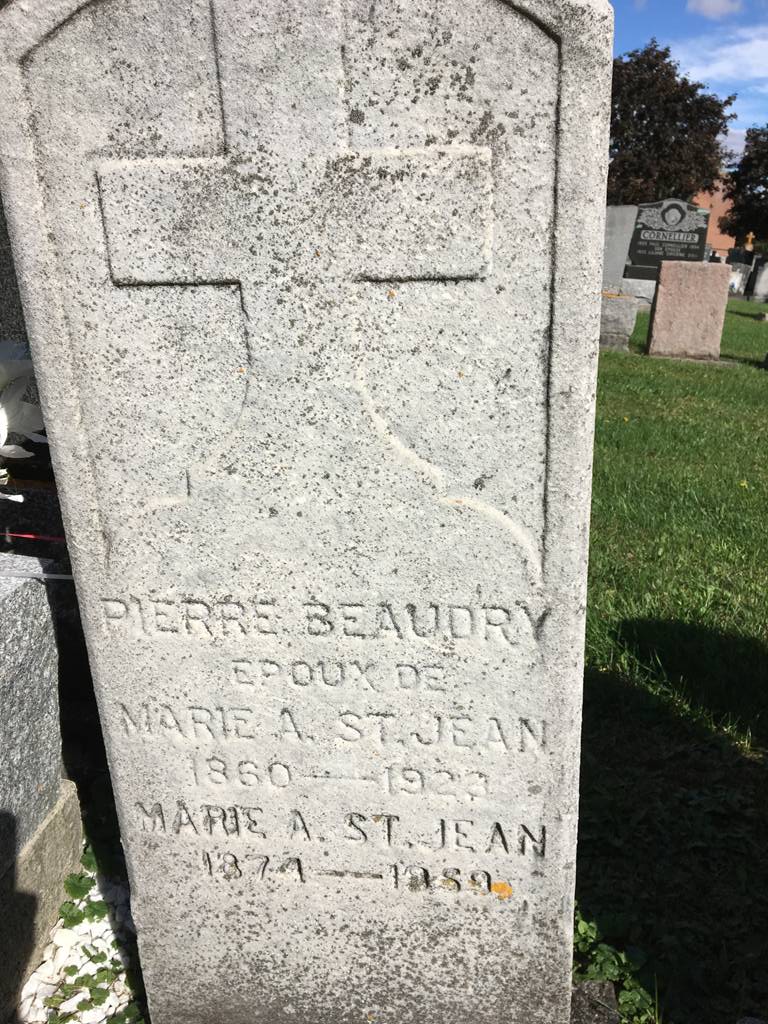 CORNELLIER
PIERRE BEAUDRY
EPOUX DE
MARIE A. ST. JEAN
1860 — 1923
MARIE A. ST. JEAN
1874 — 1969